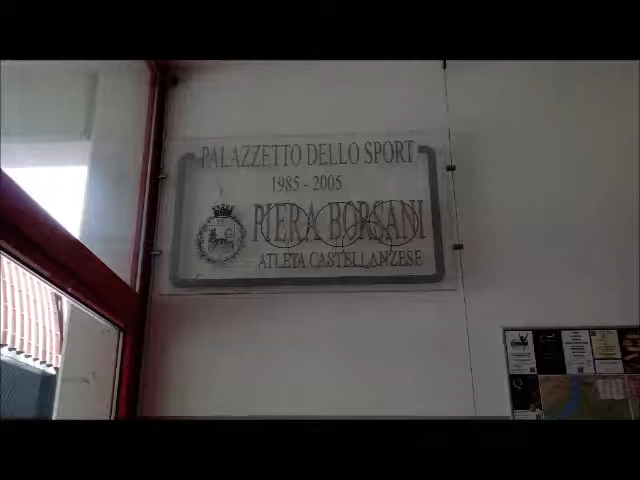 PALAZZETTO DELLO SPORT
1985 - 2005
PIERA BORSANI
ATLETA CASTELLANZESE